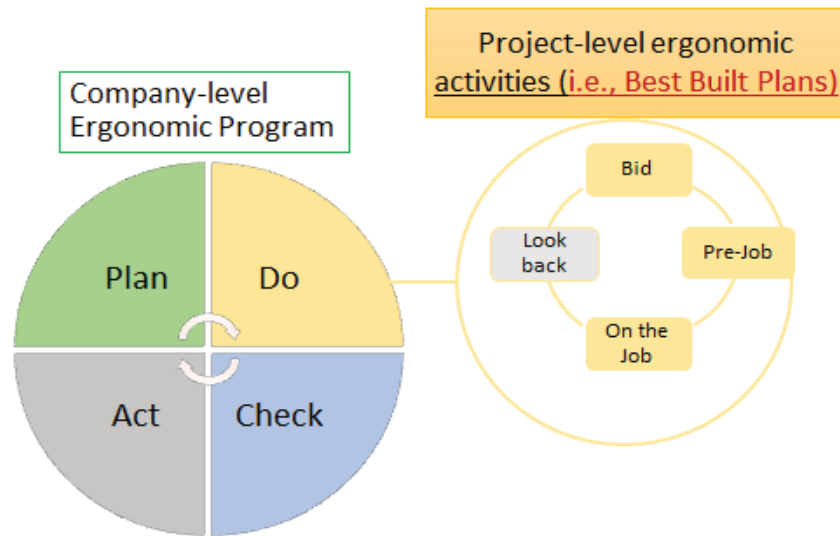 Project-level ergonomic
activities (i.e., Best Built Plans)
Company-level
Ergonomic Program
Bid
Look
back
Pre-Job
Plan
Do
On the
Job
Act
Check